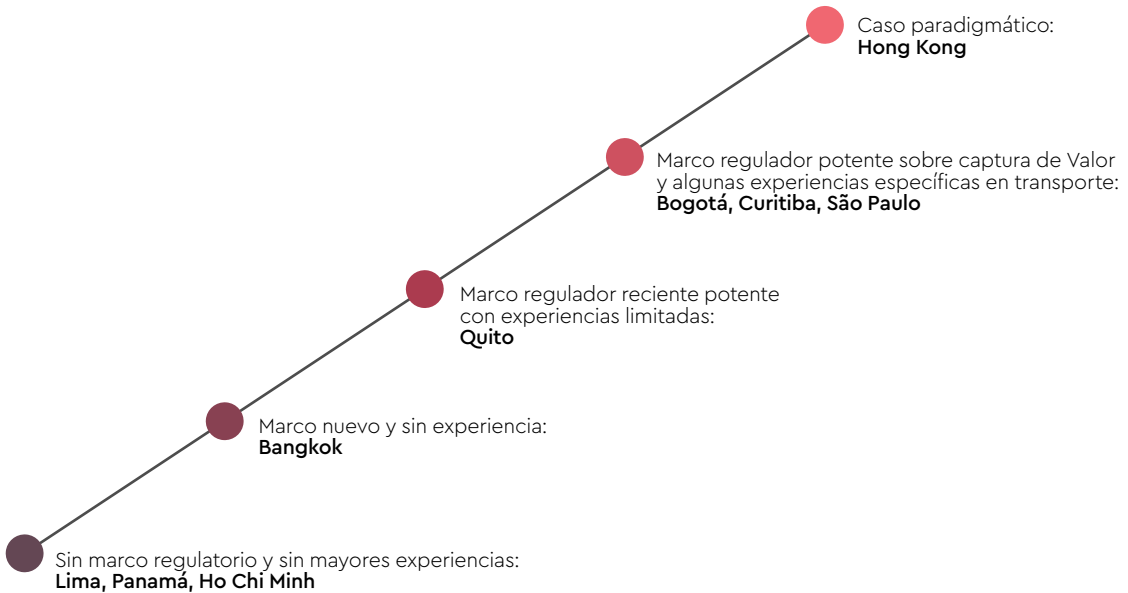 Caso paradigmático:
Hong Kong
Marco regulador potente sobre captura de Valor
y algunas experiencias específicas en transporte:
Bogotá, Curitiba, São Paulo
Marco regulador reciente potente
con experiencias limitadas:
Quito
Marco nuevo y sin experiencia:
Bangkok
Sin marco regulatorio y sin mayores experiencias:
Lima, Panamá, Ho Chi Minh